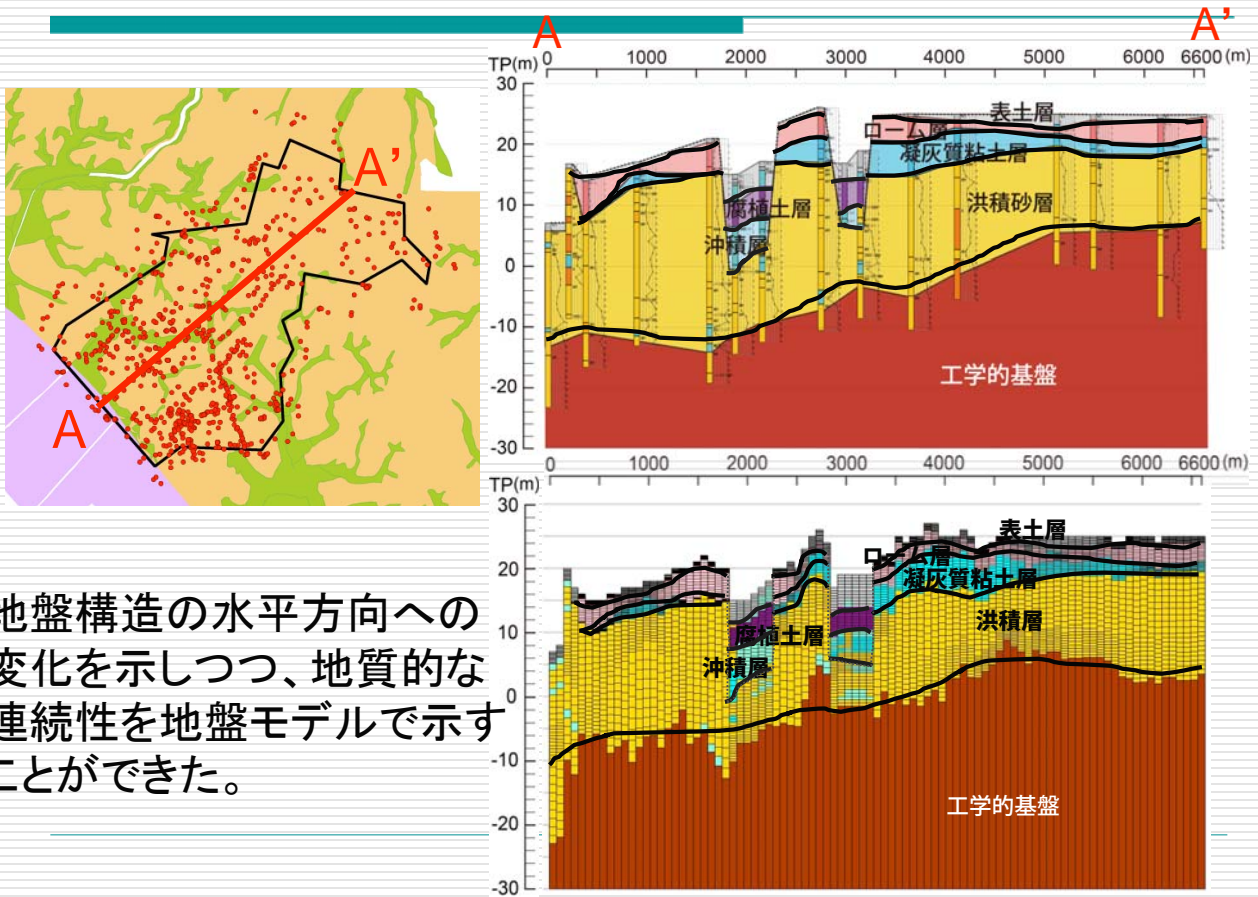 A
A'
TP(m) 0 1000 2000 3000 4000 5000 6000 6600 (m)
30
20
10
0
-10
-20
-30
表土層
ローム層
凝灰質粘土層
洪積砂層
腐植土層
沖積層
工学的基盤
A'
A
0 1000 2000 3000 4000 5000 6000 6600 (m)
TP(m)
30
20
10
0
-10
-20
-30
表土層
ローム層
凝灰質粘土層
洪積層
腐植土層
沖積層
工学的基盤
地盤構造の水平方向への
変化を示しつつ、地質的な
連続性を地盤モデルで示す
ことができた。